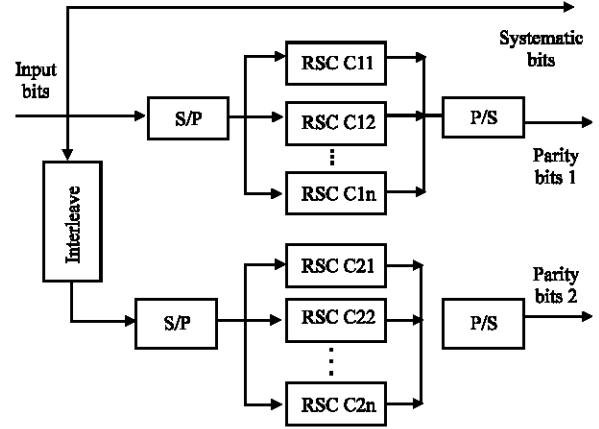 Systematic
bits
Input
bits
RSC C11
S/P
RSC C12
P/S
RSC C1n
Parity
bits 1
Interleave
RSC C21
Parity
bits 2
S/P
RSC C22
P/S
RSC C2n